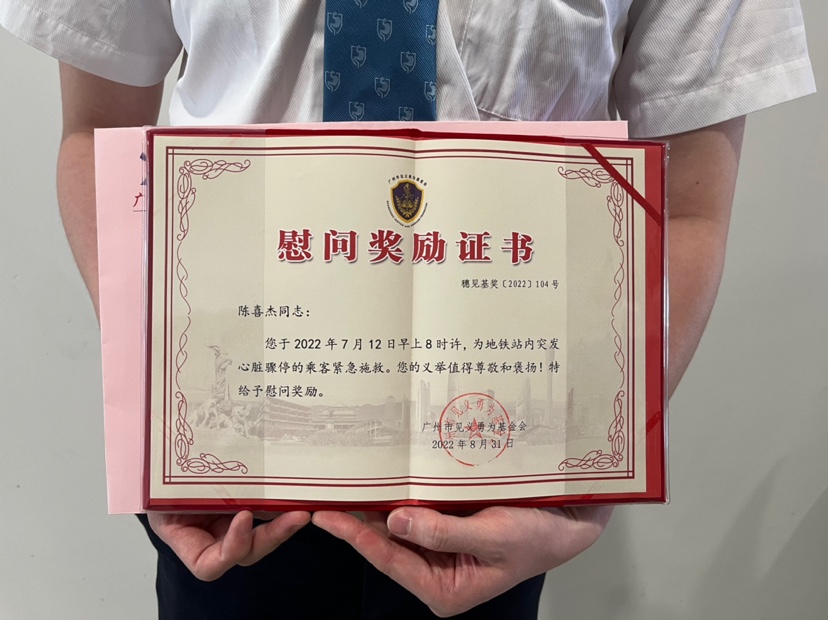 慰问奖励证书
穗见基奖〔2022〕104号
陈喜杰同志：
您于2022年7月12日早上8时许，为地铁站内突发
心脏骤停的乘客紧急施救。您的义举值得尊敬和褒扬！特
给予慰问奖励。
广州市见义勇为基金会
2022年8月31日
广